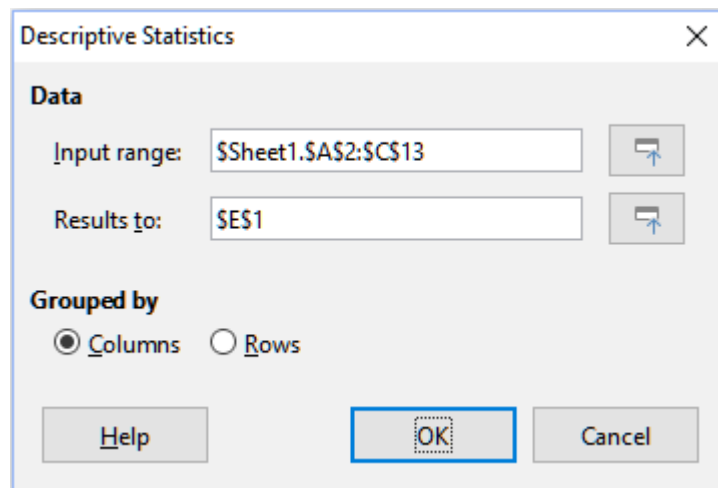 Descriptive Statistics
Data
Input range: $Sheet1.$A$2:$C$13
Results to: $E$1
Grouped by
Columns Rows
Help OK Cancel